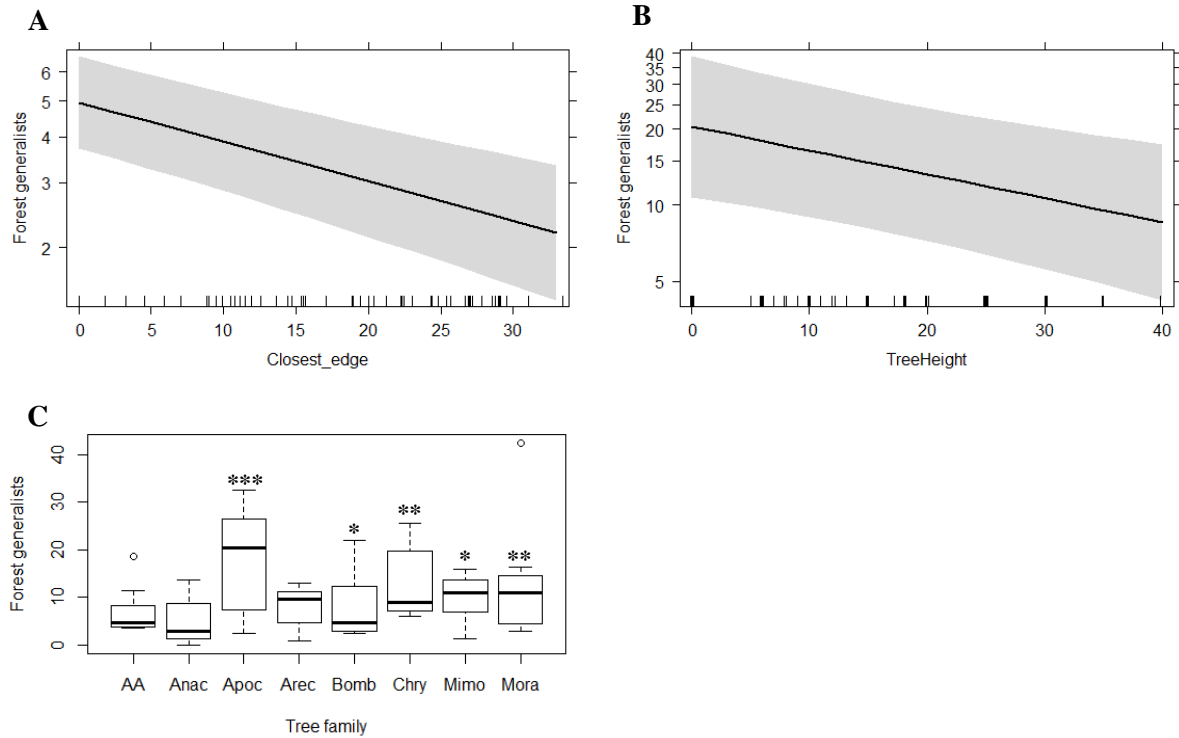 A
Forest generalists
6
5
4
3
2
0 5 10 15 20 25 30
Closest_edge
B
Forest generalists
40
35
30
25
20
15
10
5
0 10 20 30 40
TreeHeight
C
Forest generalists
40
30
20
10
0
***
*
**
*
**
AA Anac Apoc Arec Bomb Chry Mimo Mora
Tree family